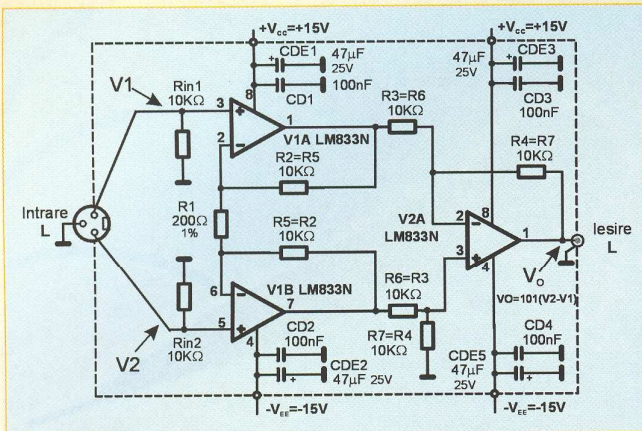 +Vcc=+15V
+Vcc=+15V
CDE1
47µF
25V
CD1
100nF
8
47µF
25V
CDE3
CD3
100nF
8
V1
Rin1
10KΩ
3
2
1
V1A LM833N
R3=R6
10KΩ
R2=R5
10KΩ
R4=R7
10KΩ
Intrare
L
R1
200Ω
1%
R5=R2
10KΩ
V2A
LM833N
2
3
1
4
Iesire
L
VO
VO=101(V2-V1)
6
5
7
4
V1B LM833N
R6=R3
10KΩ
R7=R4
10KΩ
Rin2
10KΩ
V2
CD2
100nF
CDE2
47µF 25V
CD4
100nF
CDE5
47µF
25V
-VEE=-15V
-VEE=-15V